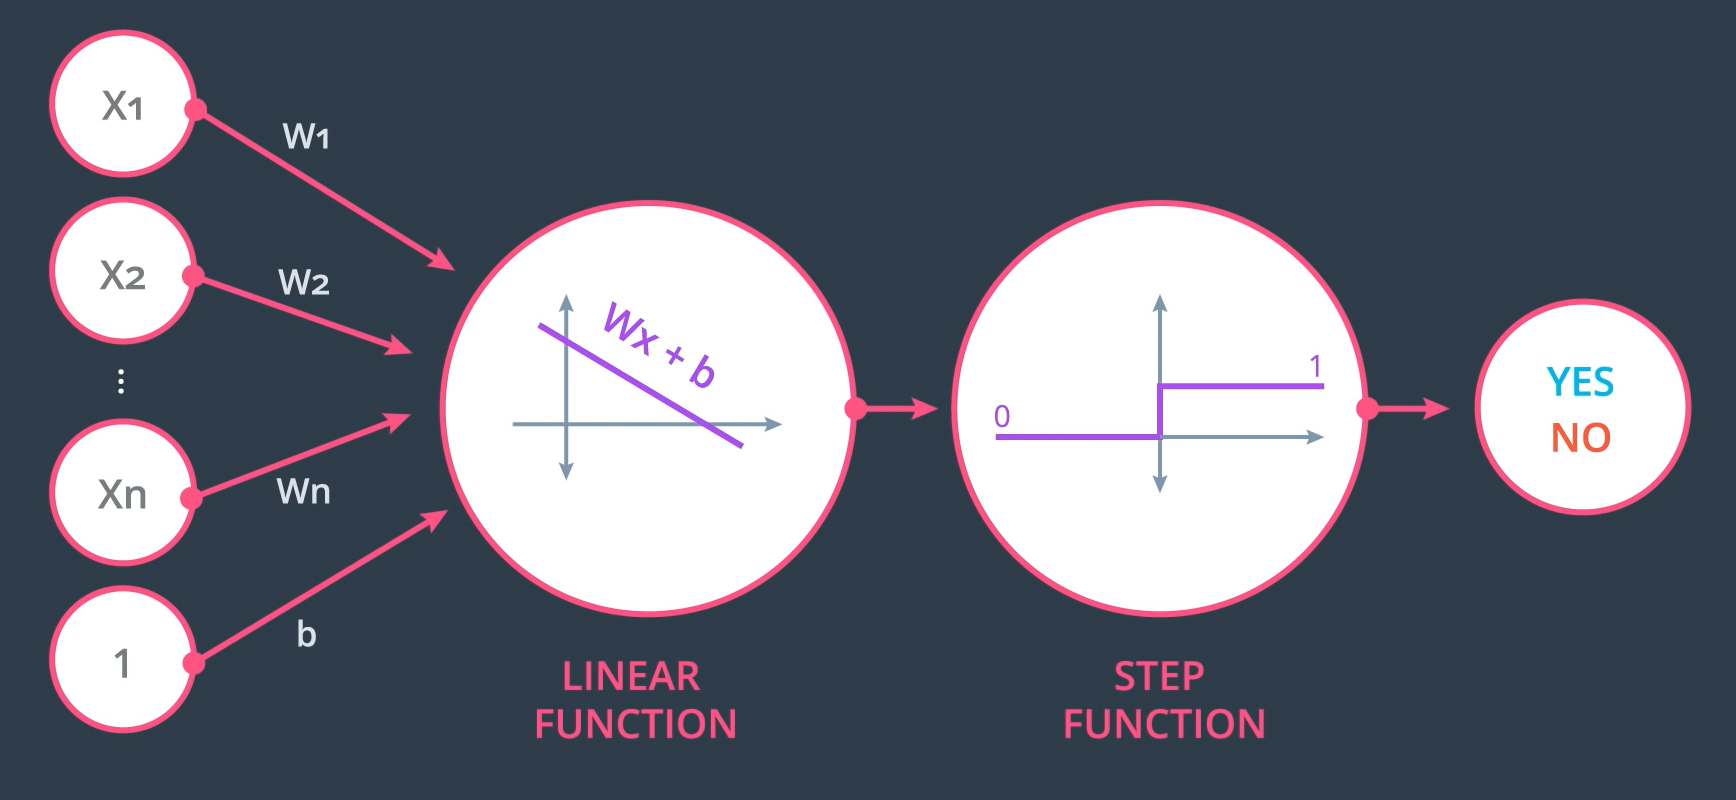 X1
W1
X2
W2
⋮
Xn
Wn
1
b
Wx + b
LINEAR
FUNCTION
0
1
STEP
FUNCTION
YES
NO